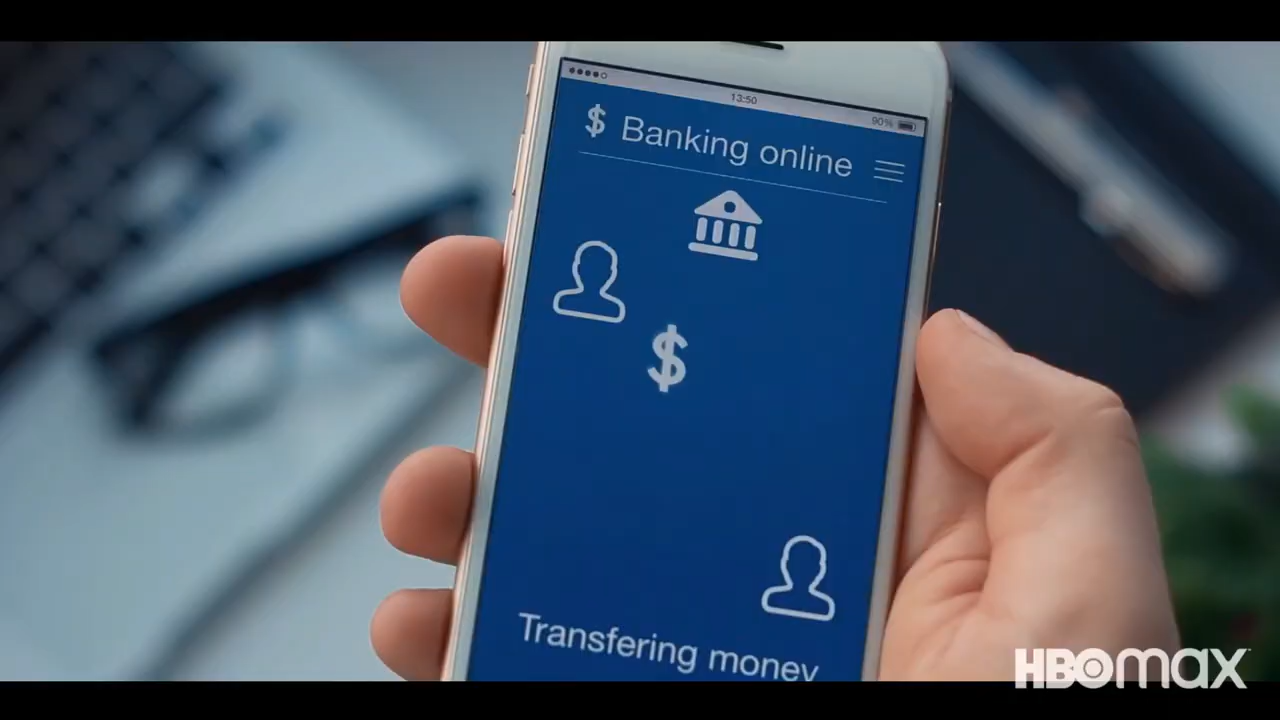 13:50
90%
$ Banking online
$
Transfering money
HBOMAX